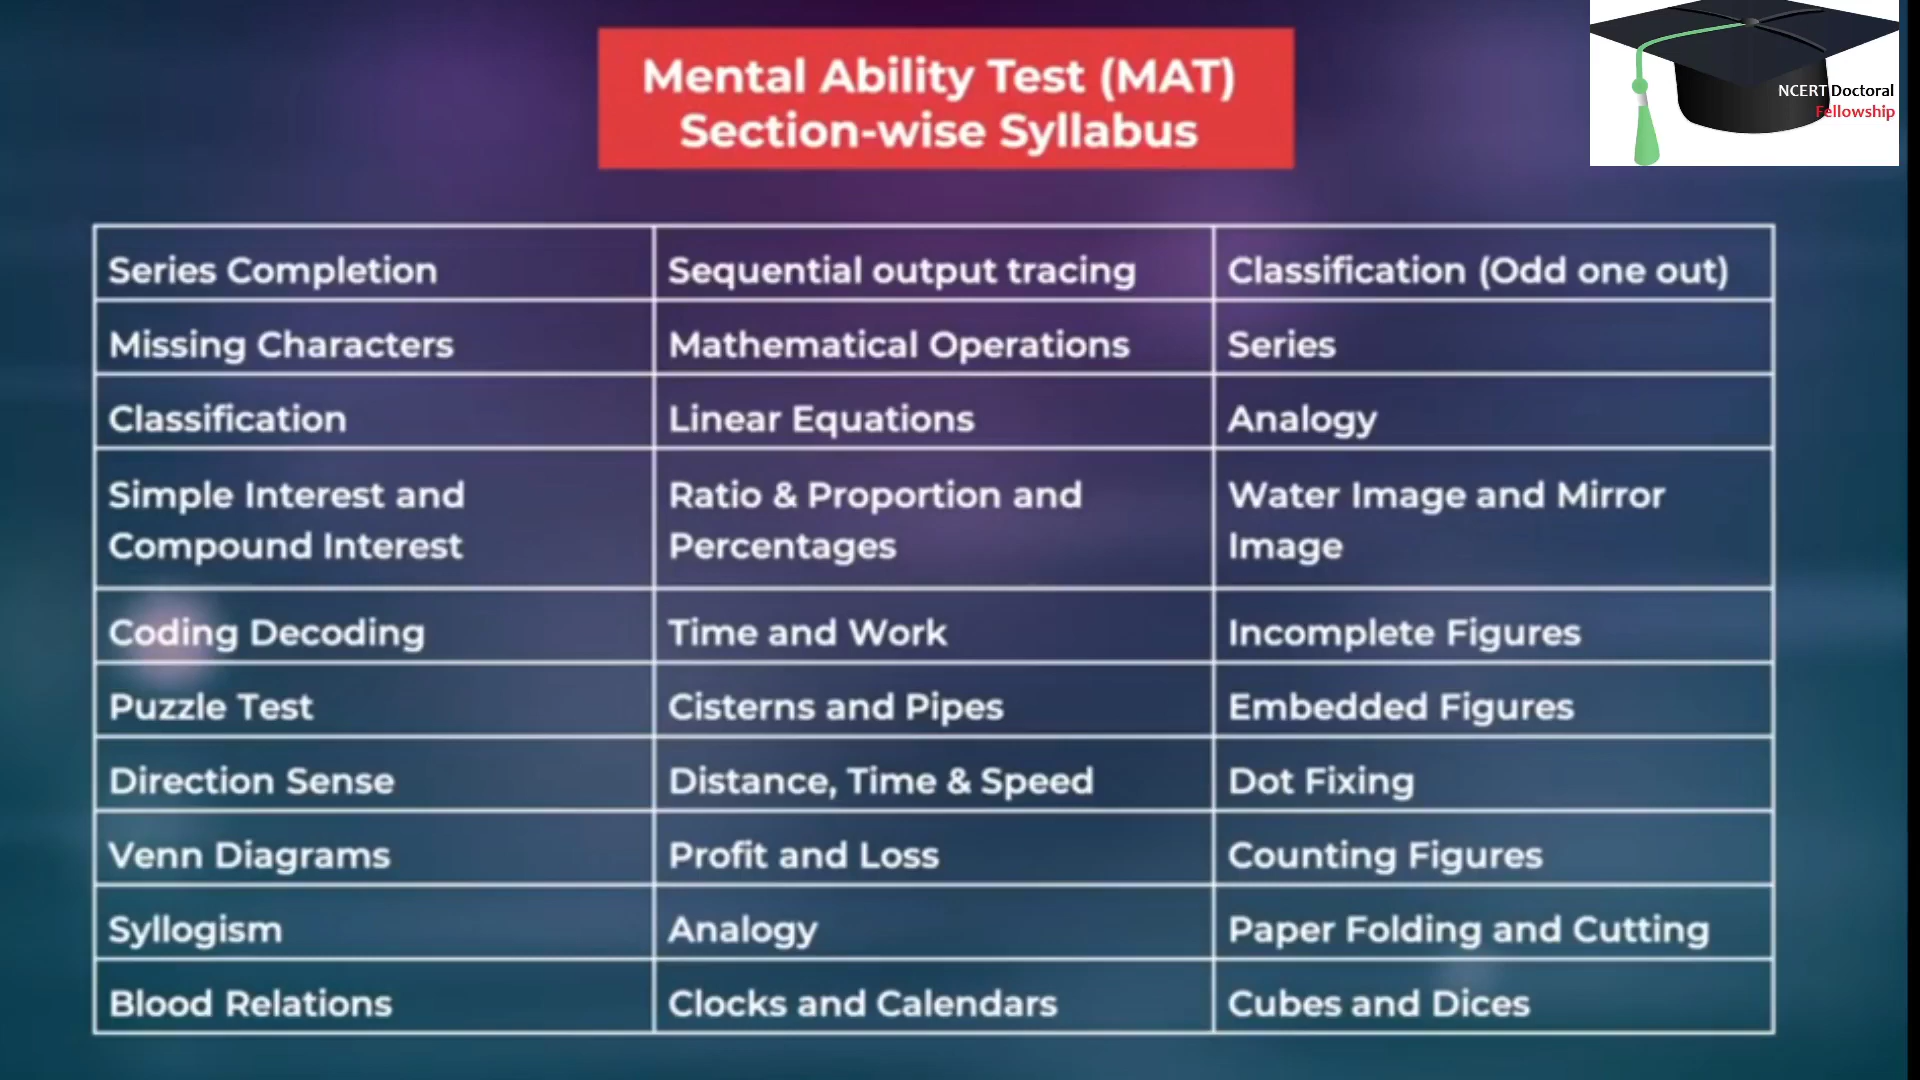 Mental Ability Test (MAT)
Section-wise Syllabus
NCERT Doctoral
Fellowship
Series Completion
Sequential output tracing
Classification (Odd one out)
Missing Characters
Mathematical Operations
Series
Classification
Linear Equations
Analogy
Simple Interest and
Compound Interest
Ratio & Proportion and
Percentages
Water Image and Mirror
Image
Coding Decoding
Time and Work
Incomplete Figures
Puzzle Test
Cisterns and Pipes
Embedded Figures
Direction Sense
Distance, Time & Speed
Dot Fixing
Venn Diagrams
Profit and Loss
Counting Figures
Syllogism
Analogy
Paper Folding and Cutting
Blood Relations
Clocks and Calendars
Cubes and Dices